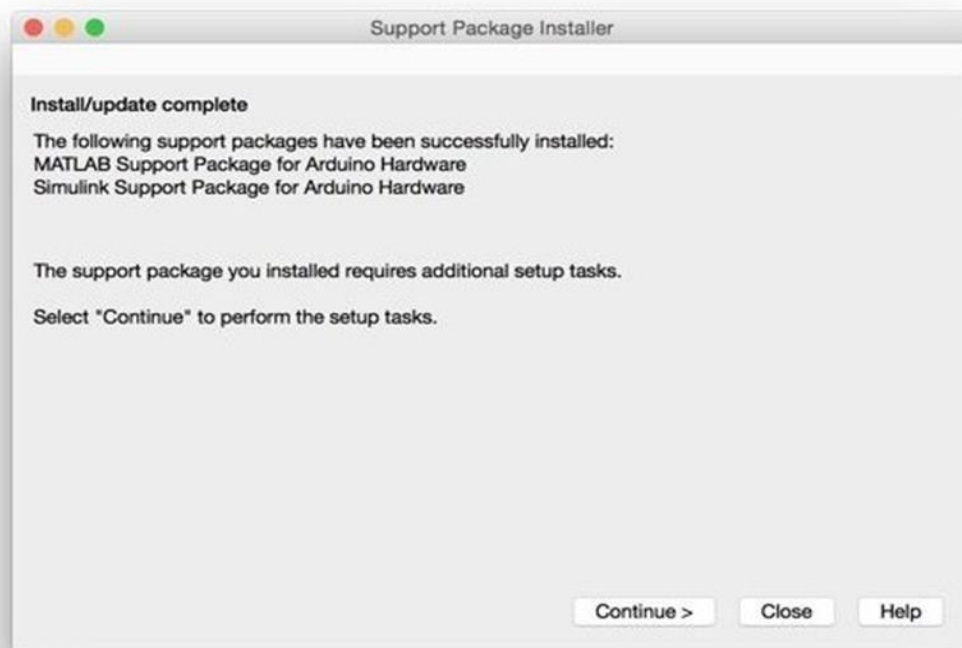 Support Package Installer
Install/update complete
The following support packages have been successfully installed:
MATLAB Support Package for Arduino Hardware
Simulink Support Package for Arduino Hardware
The support package you installed requires additional setup tasks.
Select "Continue" to perform the setup tasks.
Continue > Close Help